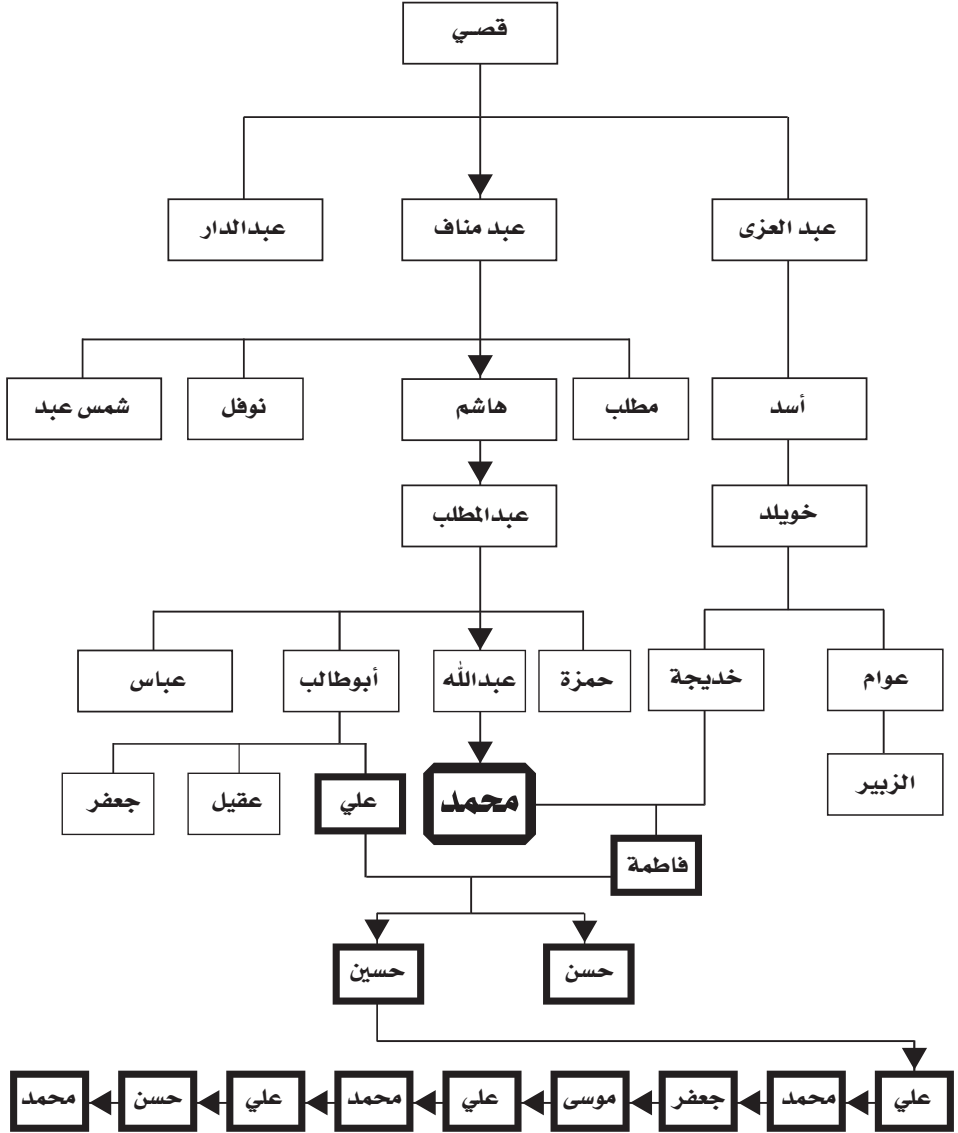 قصي
عبد العزى
عبد مناف
عبدالدار
أسد
مطلب
هاشم
نوفل
شمس عبد
خويلد
عبدالمطلب
عوام
خديجة
حمزة
عبدالله
أبوطالب
عباس
الزبير
محمد
علي
عقيل
جعفر
فاطمة
حسن
حسين
علي
محمد
جعفر
موسى
علي
محمد
علي
حسن
محمد